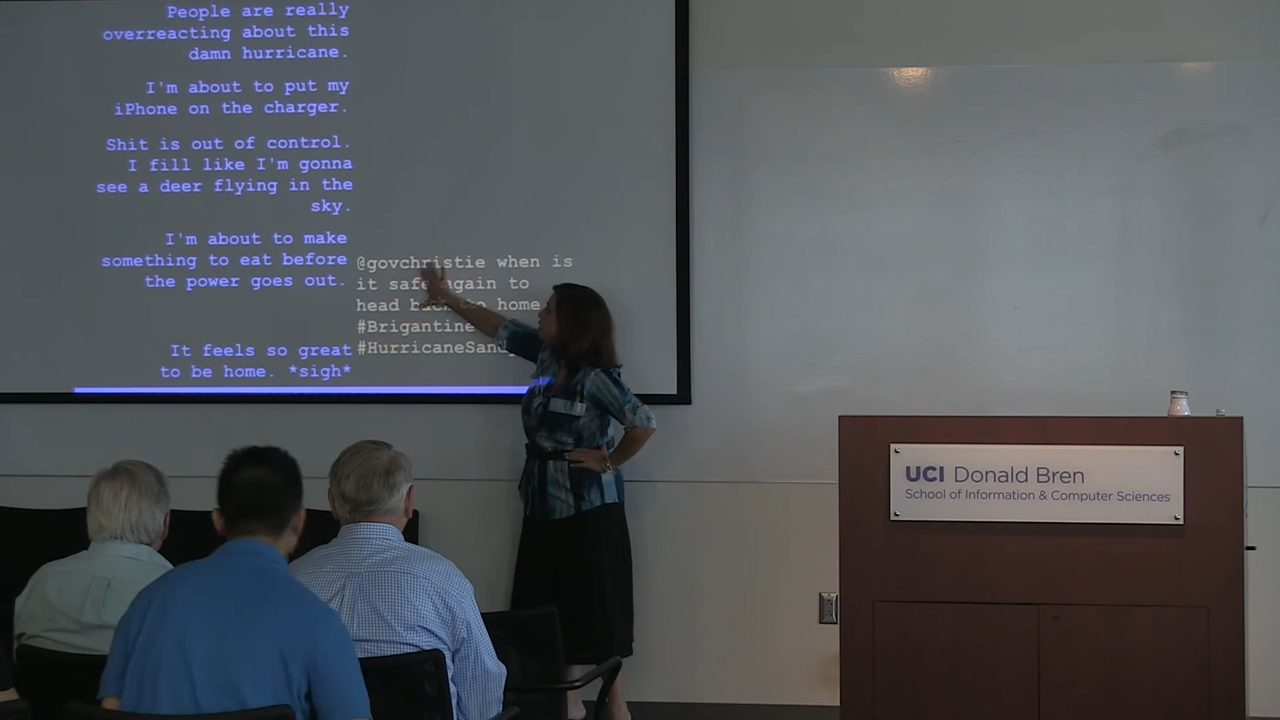 People are really
overreacting about this
damn hurricane.
I'm about to put my
iPhone on the charger.
Shit is out of control.
I fill like I'm gonna
see a deer flying in the
sky.
I'm about to make
something to eat before
the power goes out.
@govchristie when is
it safe again to
head to home
#Brigantine
It feels so great
to be home. *sigh*
UCI Donald Bren
School of Information & Computer Sciences